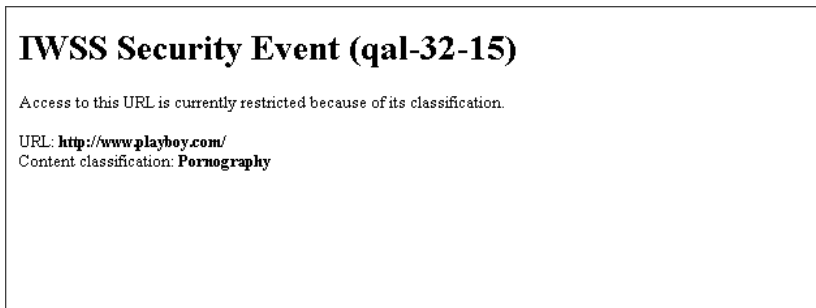 IWSS Security Event (qal-32-15)
Access to this URL is currently restricted because of its classification.
URL: http://www.playboy.com/
Content classification: Pornography